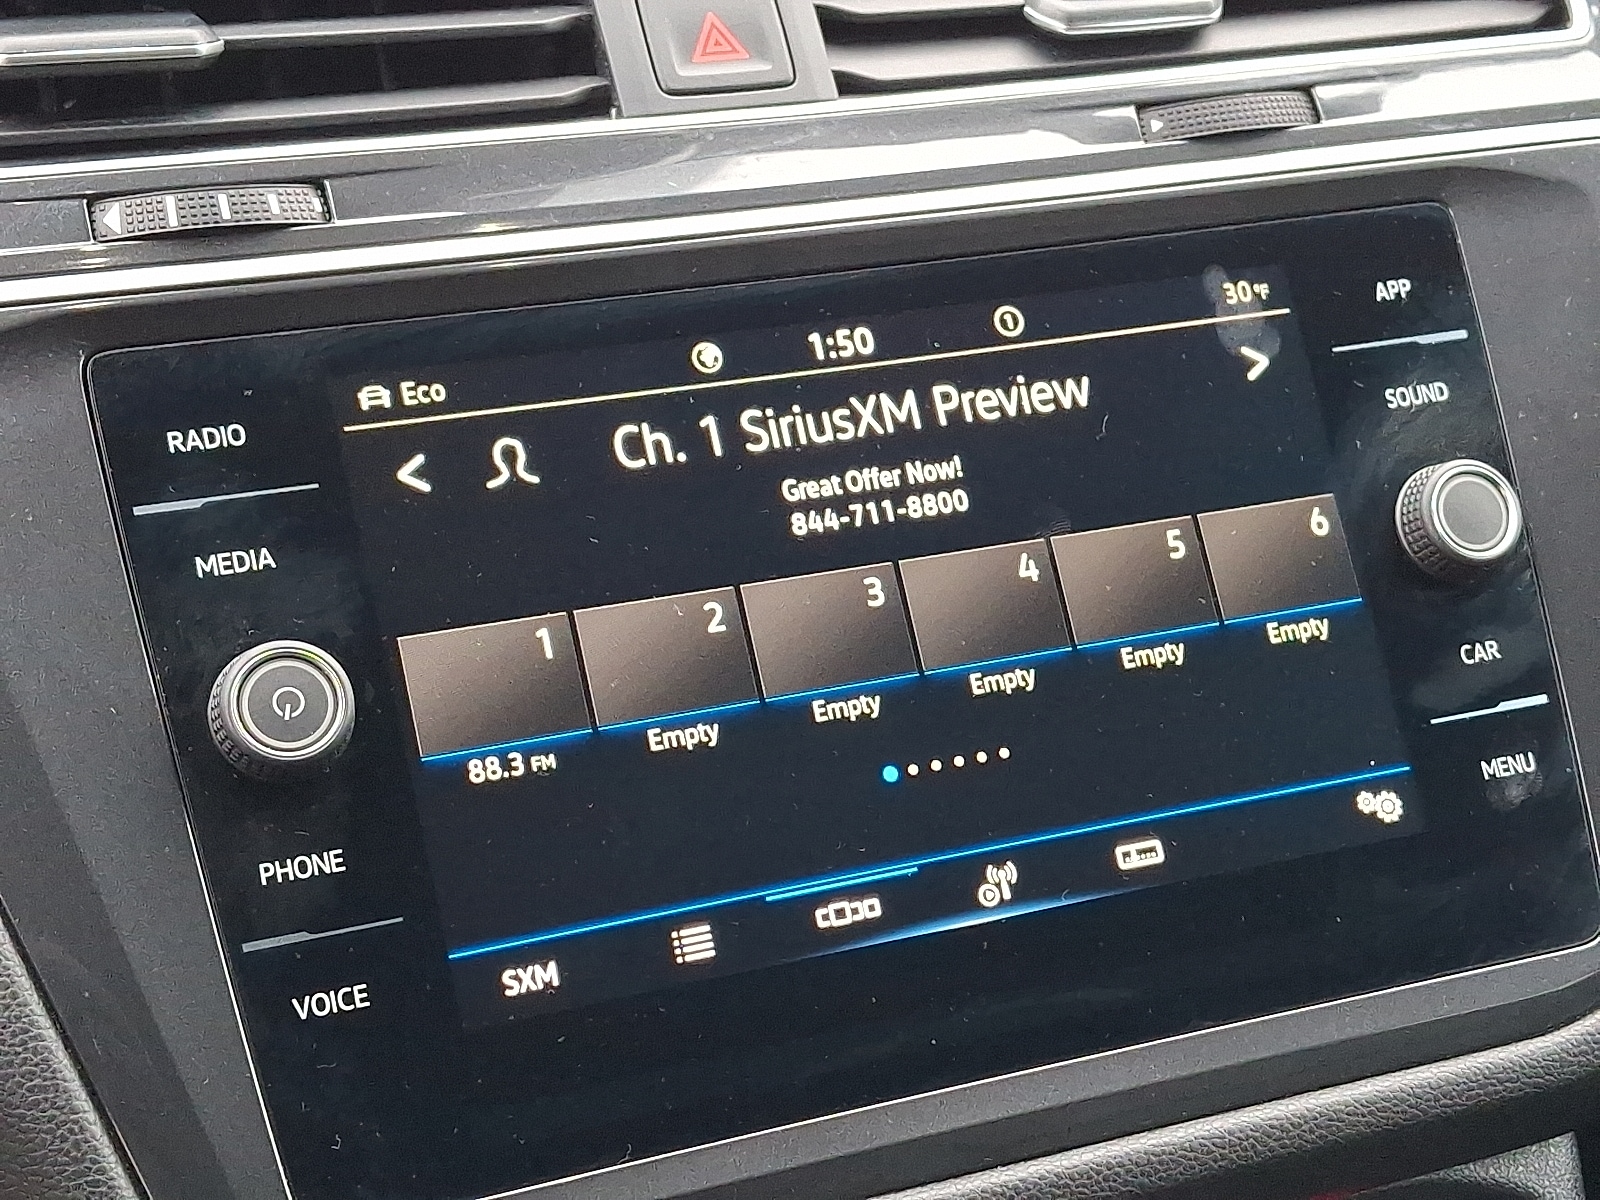 RADIO
MEDIA
PHONE
VOICE
Eco
1:50
1
30°F
Ch. 1 SiriusXM Preview
Great Offer Now!
844-711-8800
1
2
3
4
5
6
88.3 FM
Empty
Empty
Empty
Empty
Empty
SXM
APP
SOUND
CAR
MENU